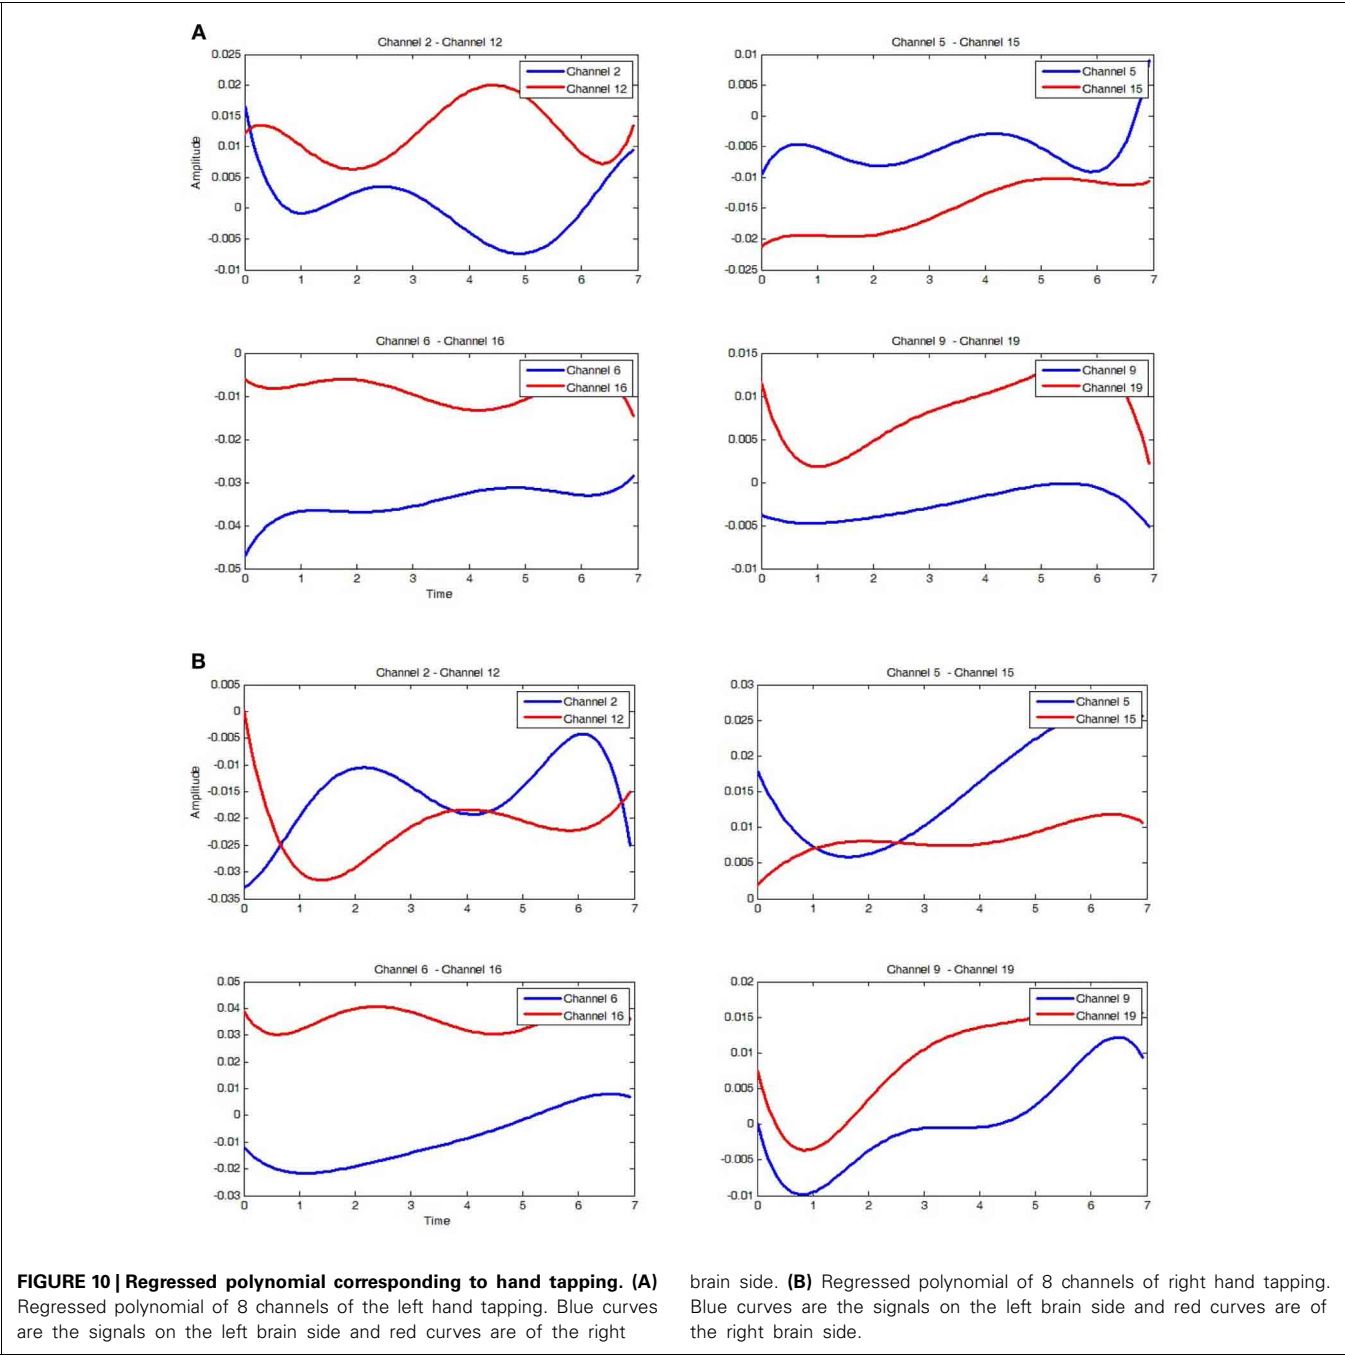 A
Channel 2 - Channel 12
0.025
0.02
0.015
0.01
0.005
0
-0.005
-0.01
Amplitude
Channel 2
Channel 12
0 1 2 3 4 5 6 7
Channel 5 - Channel 15
0.01
0.005
0
-0.005
-0.01
-0.015
-0.02
-0.025
Channel 5
Channel 15
0 1 2 3 4 5 6 7
Channel 6 - Channel 16
0
-0.01
-0.02
-0.03
-0.04
-0.05
Channel 6
Channel 16
0 1 2 3 4 5 6 7
Time
Channel 9 - Channel 19
0.015
0.01
0.005
0
-0.005
-0.01
Channel 9
Channel 19
0 1 2 3 4 5 6 7
B
Channel 2 - Channel 12
0.005
0
-0.005
-0.01
-0.015
-0.02
-0.025
-0.03
-0.035
Amplitude
Channel 2
Channel 12
0 1 2 3 4 5 6 7
Channel 5 - Channel 15
0.03
0.025
0.02
0.015
0.01
0.005
0
Channel 5
Channel 15
0 1 2 3 4 5 6 7
Channel 6 - Channel 16
0.05
0.04
0.03
0.02
0.01
0
-0.01
-0.02
-0.03
Channel 6
Channel 16
0 1 2 3 4 5 6 7
Time
Channel 9 - Channel 19
0.02
0.015
0.01
0.005
0
-0.005
-0.01
Channel 9
Channel 19
0 1 2 3 4 5 6 7
FIGURE 10 | Regressed polynomial corresponding to hand tapping. (A)
Regressed polynomial of 8 channels of the left hand tapping. Blue curves
are the signals on the left brain side and red curves are of the right
brain side. (B) Regressed polynomial of 8 channels of right hand tapping.
Blue curves are the signals on the left brain side and red curves are of
the right brain side.